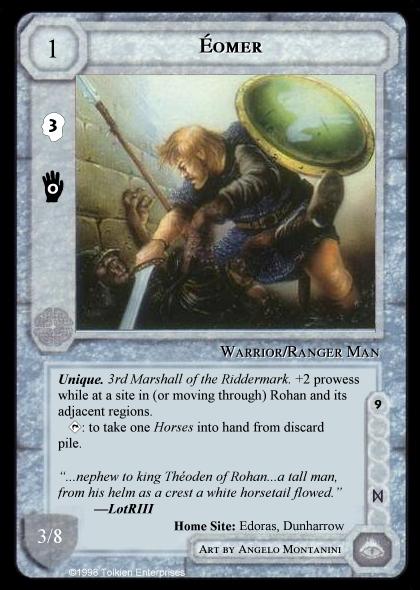 1
ÉOMER
3
WARRIOR/RANGER MAN
Unique. 3rd Marshall of the Riddermark. +2 prowess
while at a site in (or moving through) Rohan and its
adjacent regions.
: to take one Horses into hand from discard
pile.
9
“...nephew to king Théoden of Rohan...a tall man,
from his helm as a crest a white horsetail flowed.”
—LotRIII
Home Site: Edoras, Dunharrow
3/8
ART BY ANGELO MONTANINI
©1998 Tolkien Enterprises